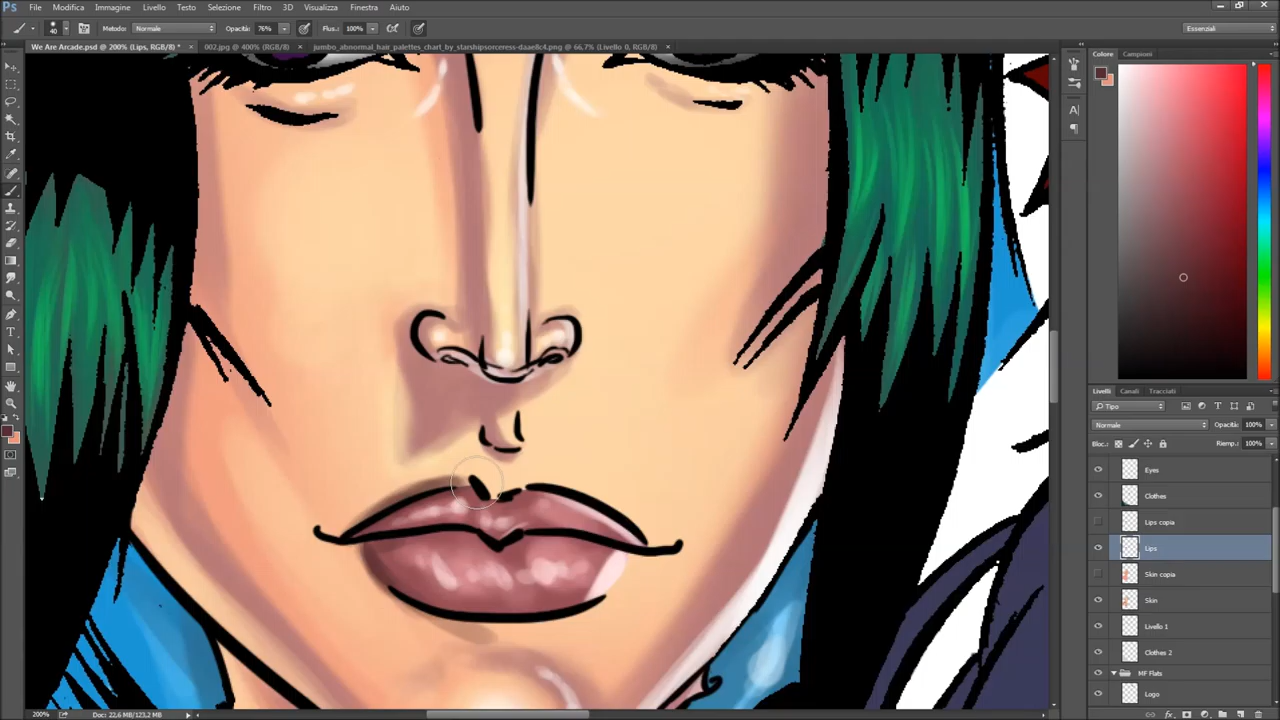 Ps File Modifica Immagine Livello Testo Selezione Filtro 3D Visualizza Finestra Aiuto
40 Metodo: Normale Opacità: 76% Flus.: 100% Essenziali
We Are Arcade.psd @ 200% (Lips, RGB/8) * × 002.jpg @ 400% (RGB/8) × jumbo_abnormal_hair_palettes_chart_by_starshipsorceress-daae8c4.png @ 66,7% (Livello 0, RGB/8) ×
Colore Campioni
Livelli Canali Tracciati
Tipo
Normale Opacità: 100%
Bloc.: Riemp.: 100%
Eyes
Clothes
Lips copia
Lips
Skin copia
Skin
Livello 1
Clothes 2
MF Flats
Logo
200% Doc: 22,6 MB/123,2 MB